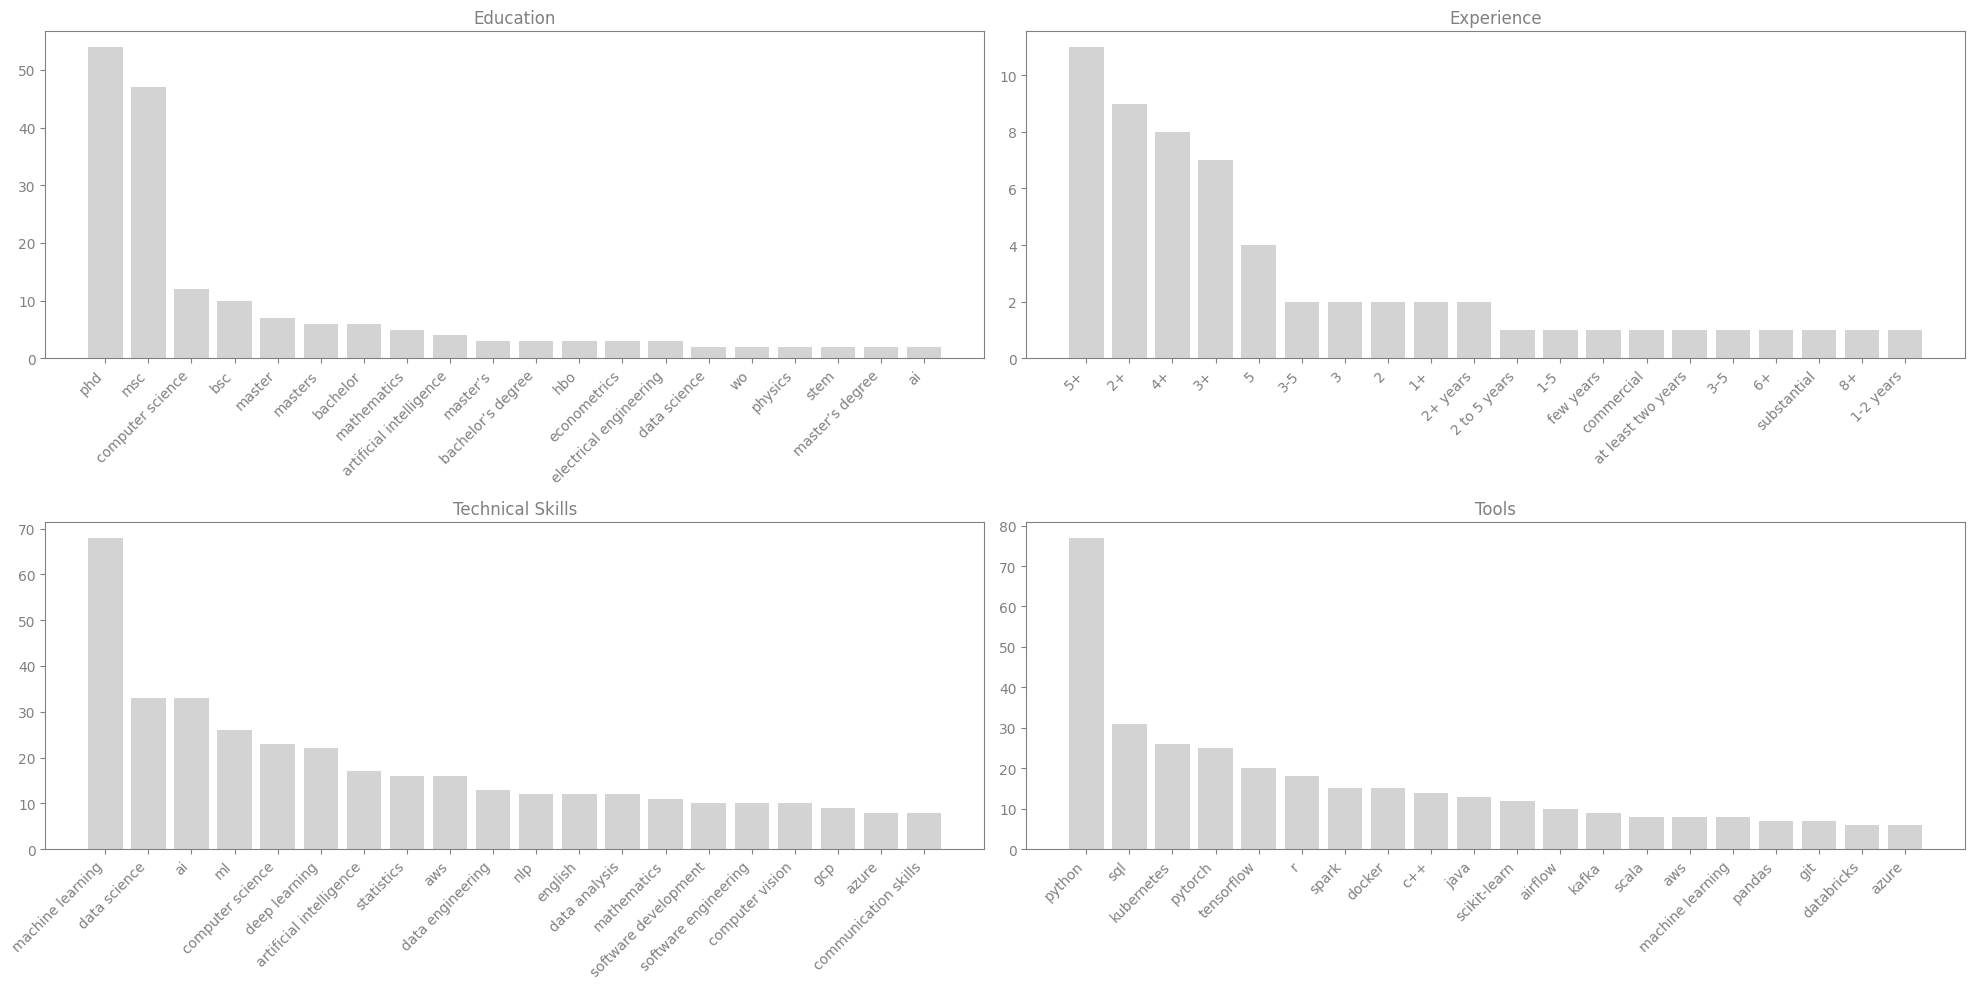 Education
50
40
30
20
10
0
phd
msc
computer science
bsc
master
masters
bachelor
mathematics
artificial intelligence
master’s
bachelor’s degree
hbo
econometrics
electrical engineering
data science
wo
physics
stem
master’s degree
ai
Experience
10
8
6
4
2
0
5+
2+
4+
3+
5
3-5
3
2
1+
2+ years
2 to 5 years
1-5
few years
commercial
at least two years
3–5
6+
substantial
8+
1-2 years
Technical Skills
70
60
50
40
30
20
10
0
machine learning
data science
ai
ml
computer science
deep learning
artificial intelligence
statistics
aws
data engineering
nlp
english
data analysis
mathematics
software development
software engineering
computer vision
gcp
azure
communication skills
Tools
80
70
60
50
40
30
20
10
0
python
sql
kubernetes
pytorch
tensorflow
r
spark
docker
c++
java
scikit-learn
airflow
kafka
scala
aws
machine learning
pandas
git
databricks
azure